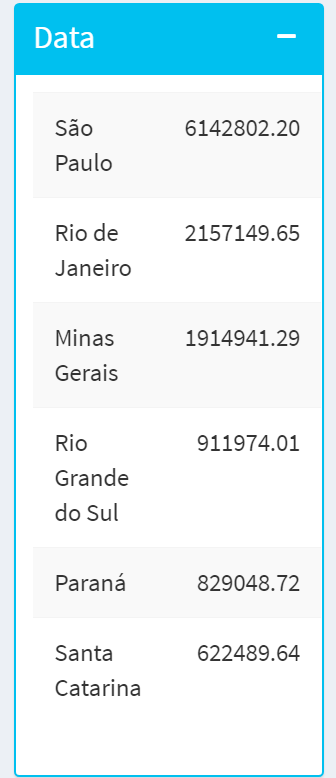 Data
São 6142802.20
Paulo
Rio de 2157149.65
Janeiro
Minas 1914941.29
Gerais
Rio 911974.01
Grande
do Sul
Paraná 829048.72
Santa 622489.64
Catarina